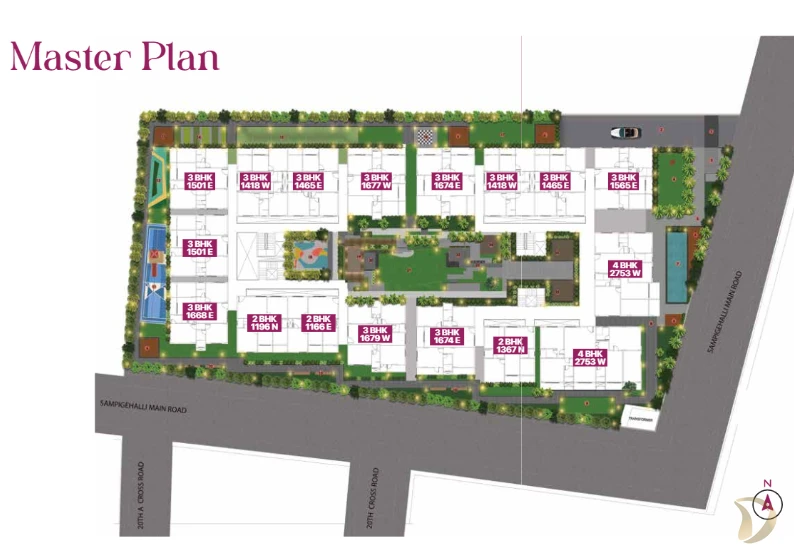 Master Plan
3 BHK
1501 E
3 BHK
1418 W
3 BHK
1465 E
3 BHK
1677 W
3 BHK
1674 E
3 BHK
1418 W
3 BHK
1465 E
3 BHK
1565 E
3 BHK
1501 E
4 BHK
2753 W
3 BHK
1668 E
2 BHK
1196 N
2 BHK
1166 E
3 BHK
1679 W
3 BHK
1674 E
2 BHK
1367 N
4 BHK
2753 W
SAMPIGEHALLI MAIN ROAD
SAMPIGEHALLI MAIN ROAD
20TH A CROSS ROAD
20TH CROSS ROAD
N